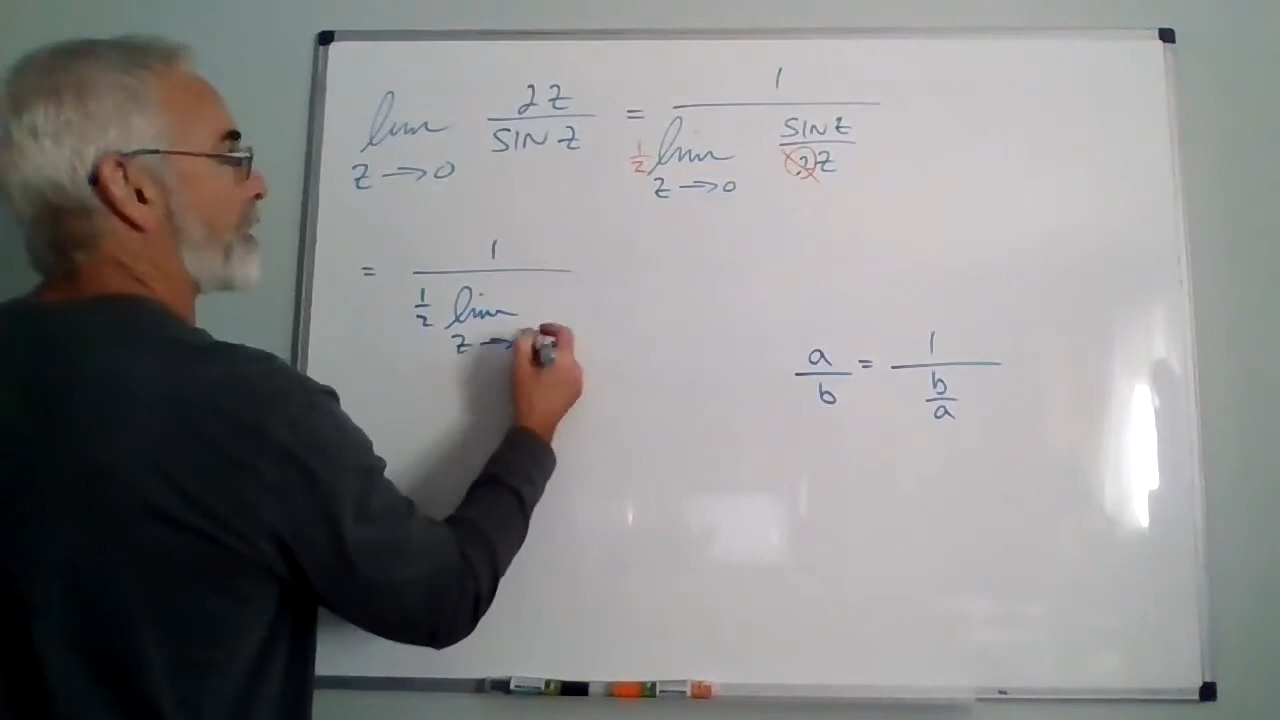 lim z→0 2z/SIN z = 1/(1/2 lim z→0 SIN z/2z)
= 1/(1/2 lim z→
a/b = 1/(b/a)